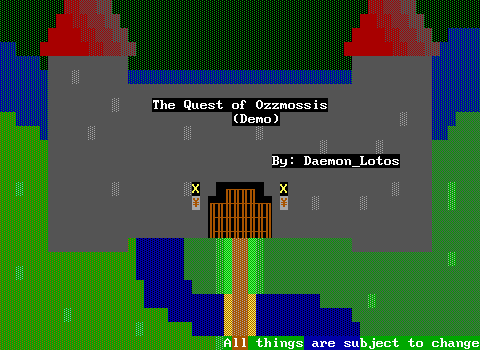 The Quest of Ozzmossis
(Demo)
By: Daemon_Lotos
X X
¥ ¥
All things are subject to change